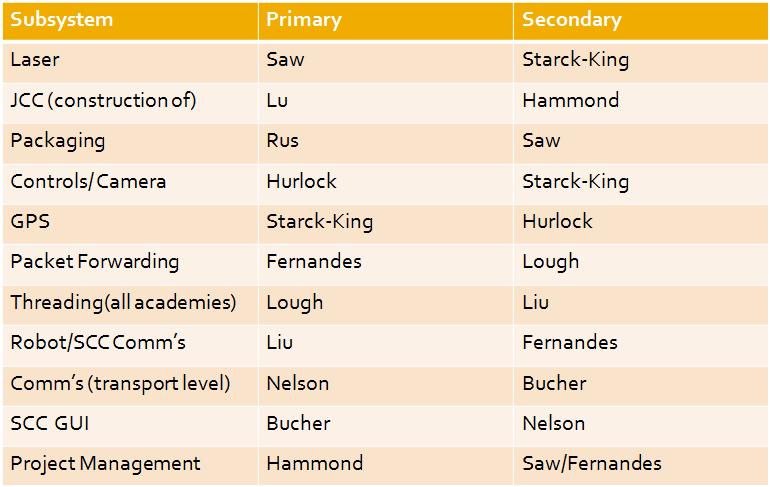 Subsystem Primary Secondary
Laser Saw Starck-King
JCC (construction of) Lu Hammond
Packaging Rus Saw
Controls/ Camera Hurlock Starck-King
GPS Starck-King Hurlock
Packet Forwarding Fernandes Lough
Threading(all academies) Lough Liu
Robot/SCC Comm's Liu Fernandes
Comm's (transport level) Nelson Bucher
SCC GUI Bucher Nelson
Project Management Hammond Saw/Fernandes